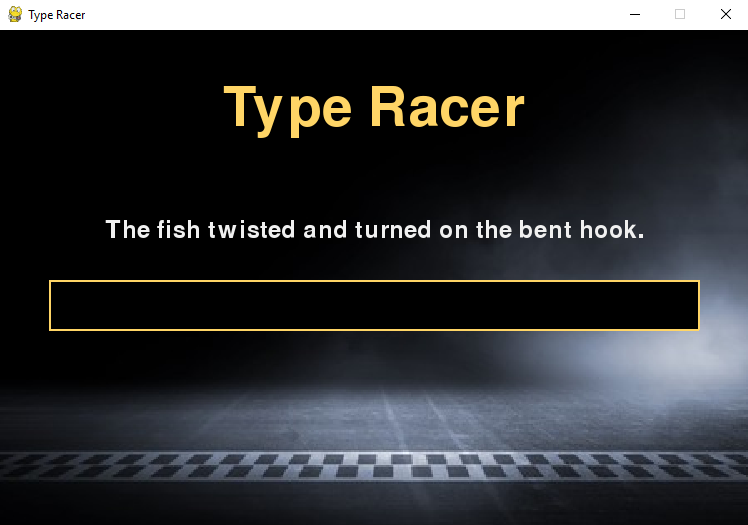 Type Racer
Type Racer
The fish twisted and turned on the bent hook.